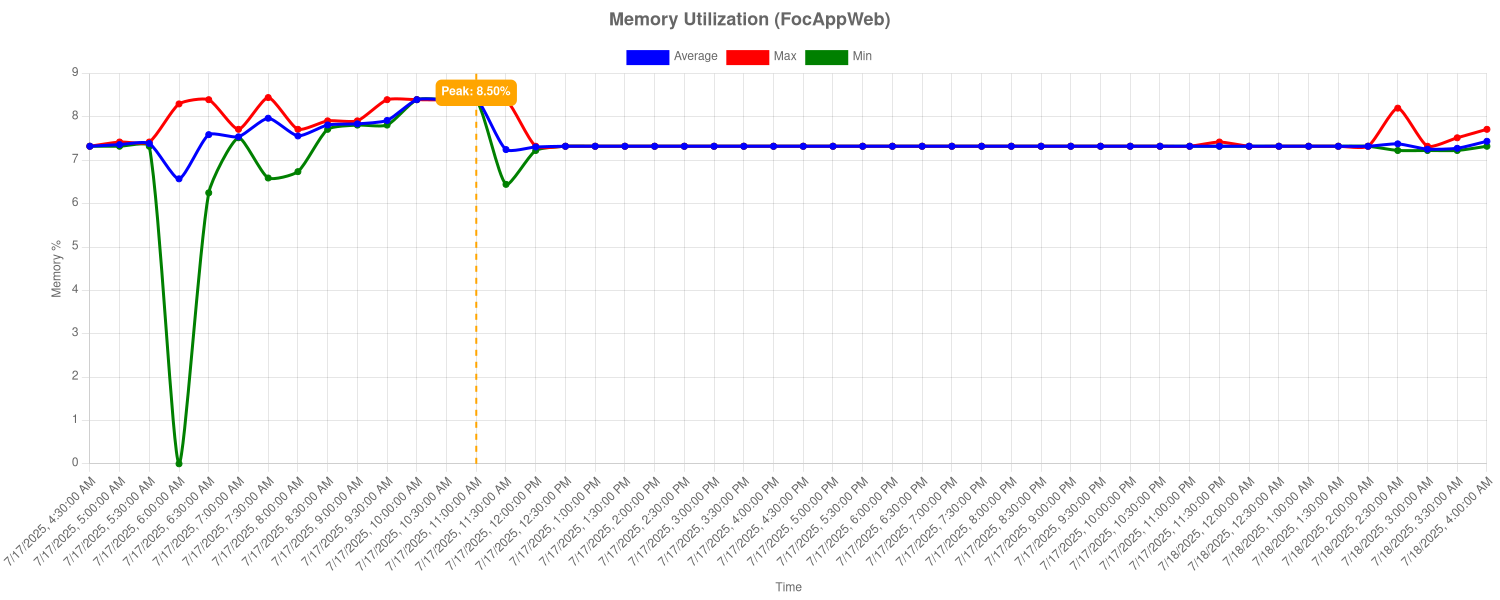 Memory Utilization (FocAppWeb)
Average Max Min
Peak: 8.50%
9
8
7
6
5
4
3
2
1
0
Memory %
7/17/2025, 4:30:00 AM
7/17/2025, 5:00:00 AM
7/17/2025, 5:30:00 AM
7/17/2025, 6:00:00 AM
7/17/2025, 6:30:00 AM
7/17/2025, 7:00:00 AM
7/17/2025, 7:30:00 AM
7/17/2025, 8:00:00 AM
7/17/2025, 8:30:00 AM
7/17/2025, 9:00:00 AM
7/17/2025, 9:30:00 AM
7/17/2025, 10:00:00 AM
7/17/2025, 10:30:00 AM
7/17/2025, 11:00:00 AM
7/17/2025, 11:30:00 AM
7/17/2025, 12:00:00 PM
7/17/2025, 12:30:00 PM
7/17/2025, 1:00:00 PM
7/17/2025, 1:30:00 PM
7/17/2025, 2:00:00 PM
7/17/2025, 2:30:00 PM
7/17/2025, 3:00:00 PM
7/17/2025, 3:30:00 PM
7/17/2025, 4:00:00 PM
7/17/2025, 4:30:00 PM
7/17/2025, 5:00:00 PM
7/17/2025, 5:30:00 PM
7/17/2025, 6:00:00 PM
7/17/2025, 6:30:00 PM
7/17/2025, 7:00:00 PM
7/17/2025, 7:30:00 PM
7/17/2025, 8:00:00 PM
7/17/2025, 8:30:00 PM
7/17/2025, 9:00:00 PM
7/17/2025, 9:30:00 PM
7/17/2025, 10:00:00 PM
7/17/2025, 10:30:00 PM
7/17/2025, 11:00:00 PM
7/17/2025, 11:30:00 PM
7/18/2025, 12:00:00 AM
7/18/2025, 12:30:00 AM
7/18/2025, 1:00:00 AM
7/18/2025, 1:30:00 AM
7/18/2025, 2:00:00 AM
7/18/2025, 2:30:00 AM
7/18/2025, 3:00:00 AM
7/18/2025, 3:30:00 AM
7/18/2025, 4:00:00 AM
Time